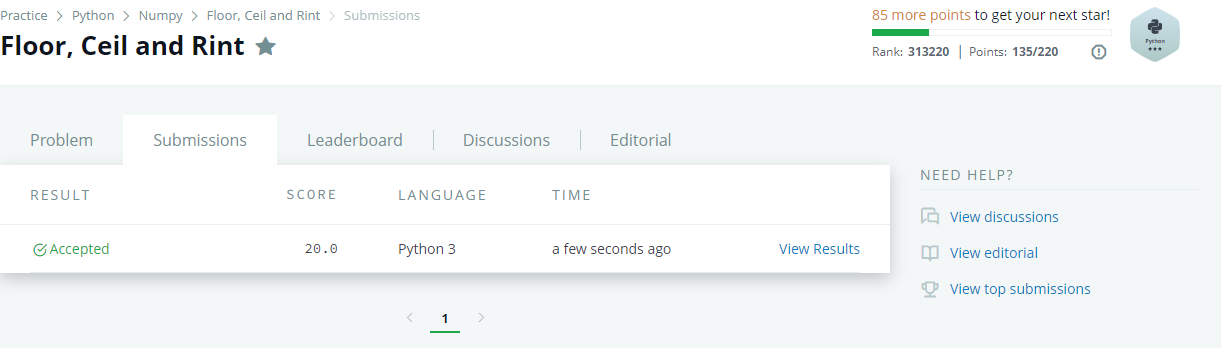 Practice > Python > Numpy > Floor, Ceil and Rint > Submissions
85 more points to get your next star!
Floor, Ceil and Rint
Rank: 313220 | Points: 135/220
Python
Problem Submissions Leaderboard Discussions Editorial
NEED HELP?
RESULT SCORE LANGUAGE TIME
View discussions
Accepted 20.0 Python 3 a few seconds ago View Results
View editorial
View top submissions
1